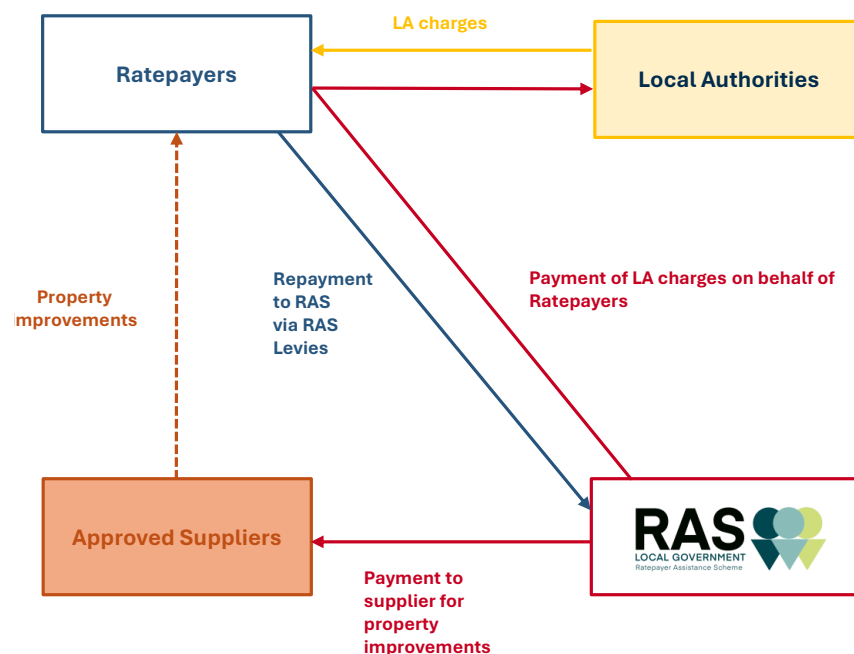 LA charges
Ratepayers
Local Authorities
Repayment
to RAS
via RAS
Levies
Payment of LA charges on behalf of
Ratepayers
Property
improvements
Approved Suppliers
RAS
LOCAL GOVERNMENT
Ratepayer Assistance Scheme
Payment to
supplier for
property
improvements